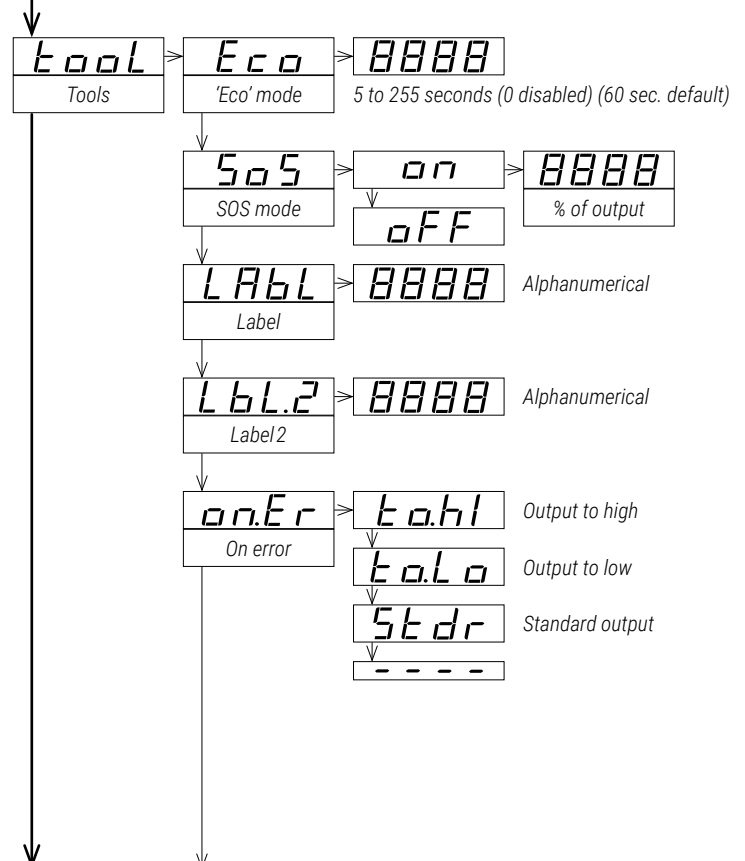 tooL Eco 8888
Tools 'Eco' mode 5 to 255 seconds (0 disabled) (60 sec. default)
SoS on 8888
SOS mode % of output
oFF
LAbL 8888 Alphanumerical
Label
LbL.2 8888 Alphanumerical
Label 2
on.Er to.hI Output to high
On error
to.Lo Output to low
Stdr Standard output
- - - -